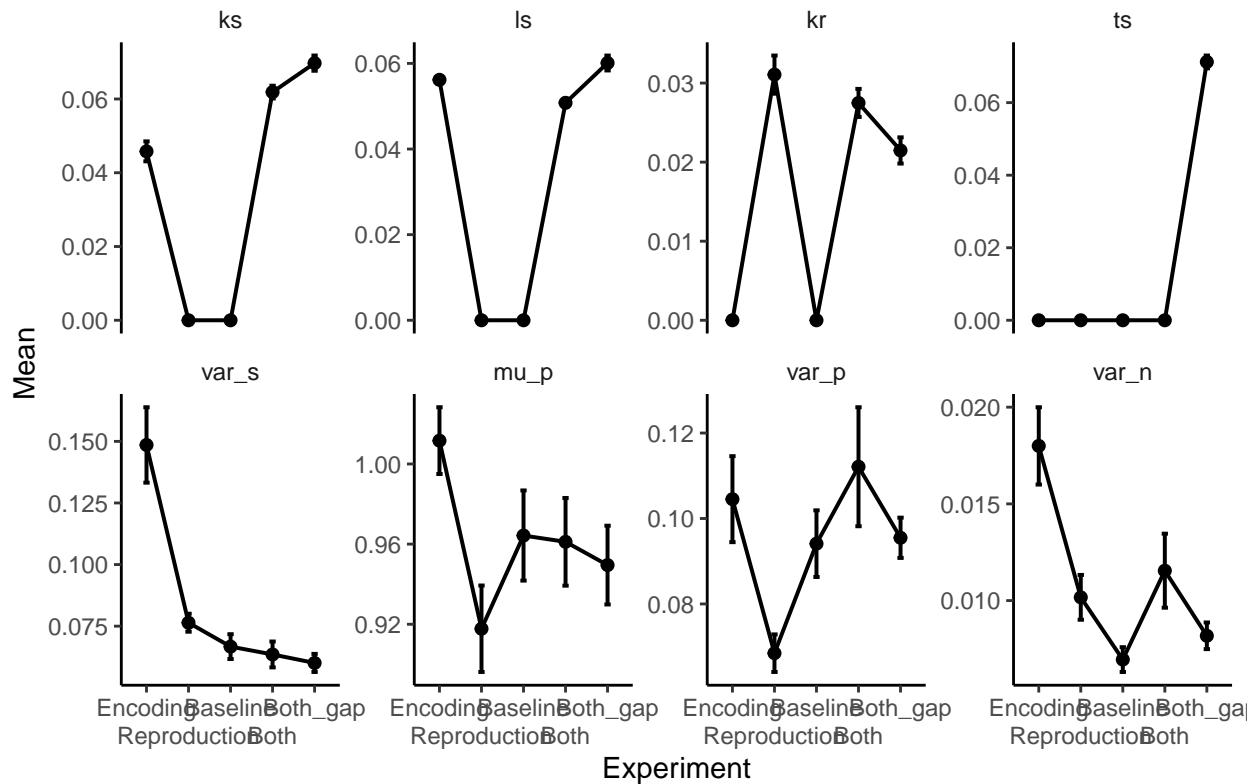 ks
ls
kr
ts
0.06
0.04
0.02
0.00
0.06
0.04
0.02
0.00
0.03
0.02
0.01
0.00
0.06
0.04
0.02
0.00
Mean
var_s
mu_p
var_p
var_n
0.150
0.125
0.100
0.075
1.00
0.96
0.92
0.12
0.10
0.08
0.020
0.015
0.010
Encoding Baseline Both_gap
Reproduction Both
Encoding Baseline Both_gap
Reproduction Both
Encoding Baseline Both_gap
Reproduction Both
Encoding Baseline Both_gap
Reproduction Both
Experiment